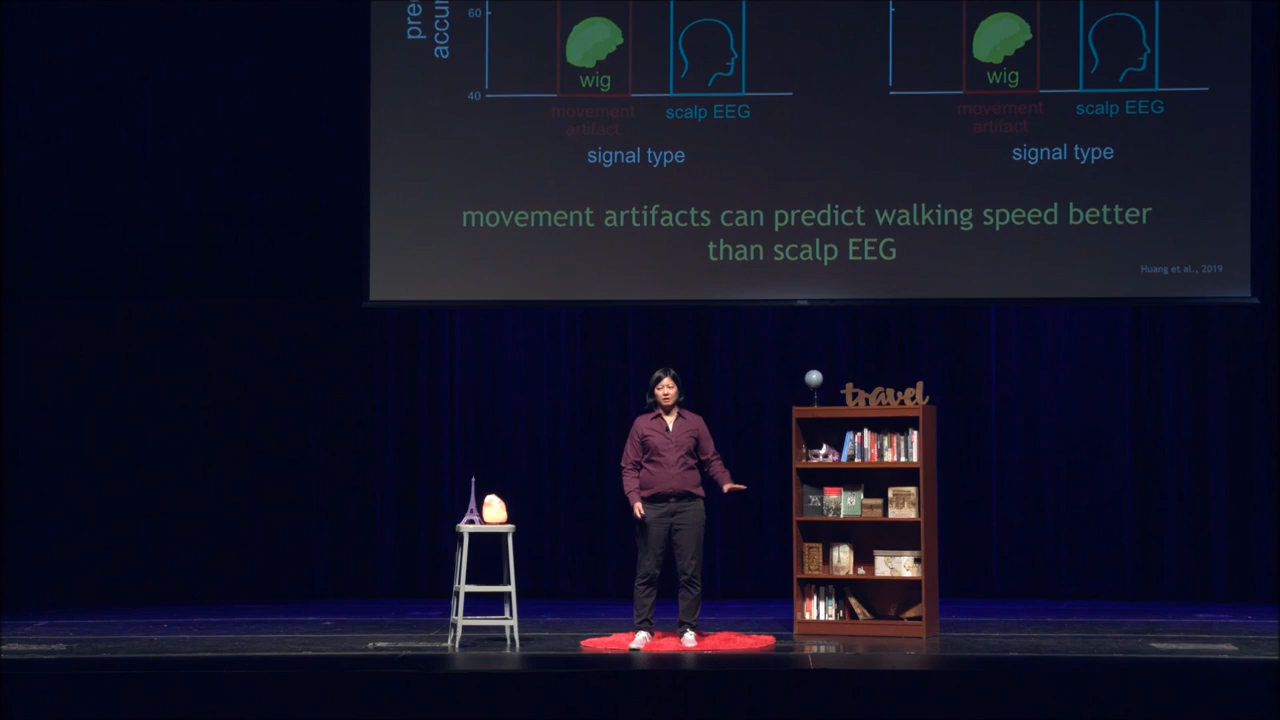 60
wig
wig
40
movement
artifact
scalp EEG
movement
artifact
scalp EEG
signal type
signal type
movement artifacts can predict walking speed better
than scalp EEG
Huang et al., 2019
travel